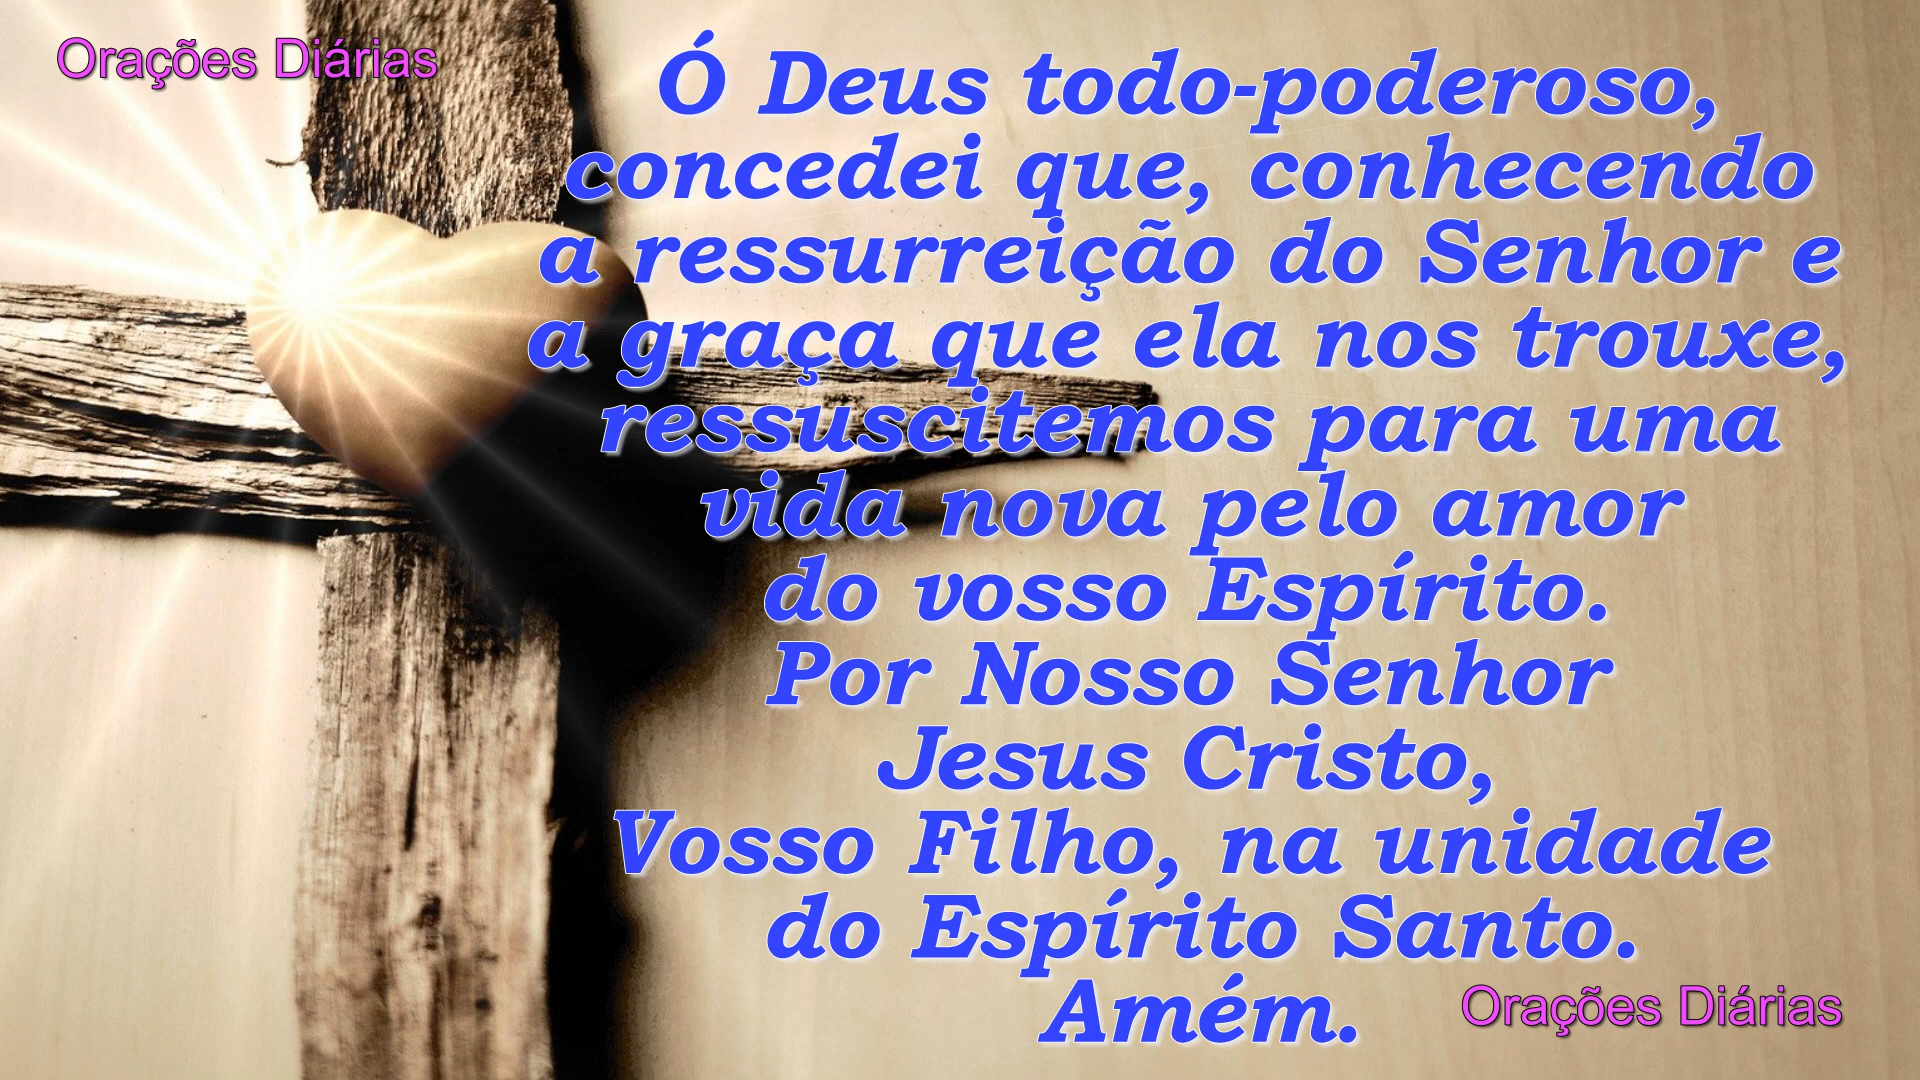 Orações Diárias
Ó Deus todo-poderoso,
concedei que, conhecendo
a ressurreição do Senhor e
a graça que ela nos trouxe,
ressuscitemos para uma
vida nova pelo amor
do vosso Espírito.
Por Nosso Senhor
Jesus Cristo,
Vosso Filho, na unidade
do Espírito Santo.
Amém.
Orações Diárias